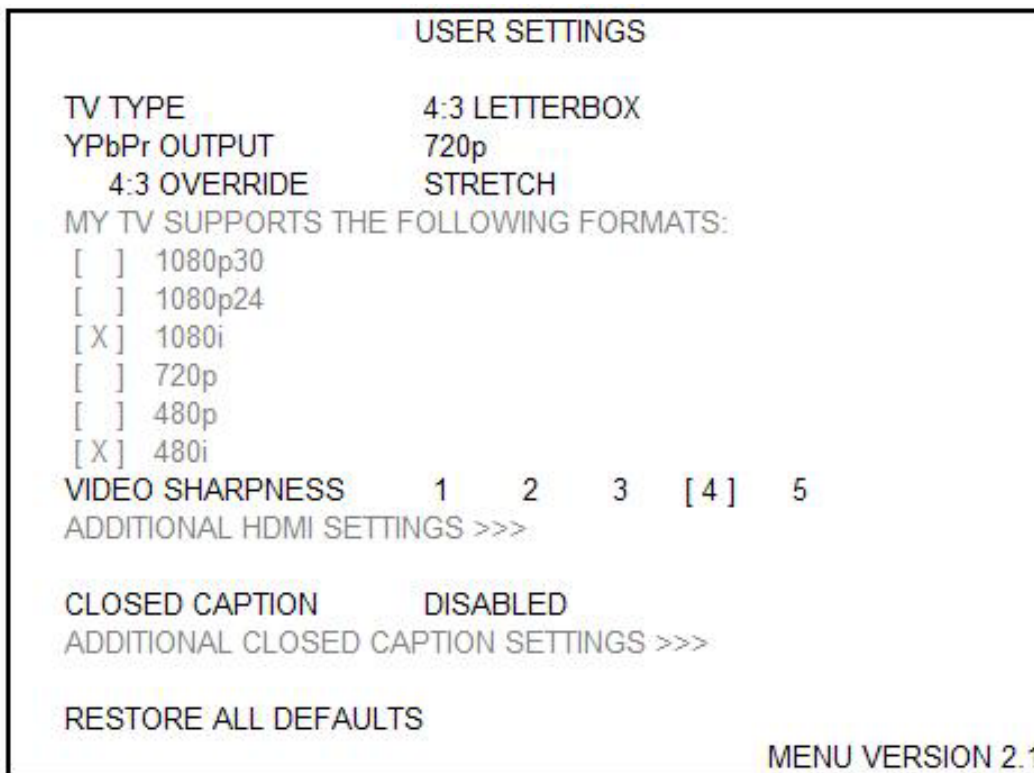 USER SETTINGS
TV TYPE 4:3 LETTERBOX
YPbPr OUTPUT 720p
4:3 OVERRIDE STRETCH
MY TV SUPPORTS THE FOLLOWING FORMATS:
[ ] 1080p30
[ ] 1080p24
[ X ] 1080i
[ ] 720p
[ ] 480p
[ X ] 480i
VIDEO SHARPNESS 1 2 3 [ 4 ] 5
ADDITIONAL HDMI SETTINGS >>>
CLOSED CAPTION DISABLED
ADDITIONAL CLOSED CAPTION SETTINGS >>>
RESTORE ALL DEFAULTS
MENU VERSION 2.1